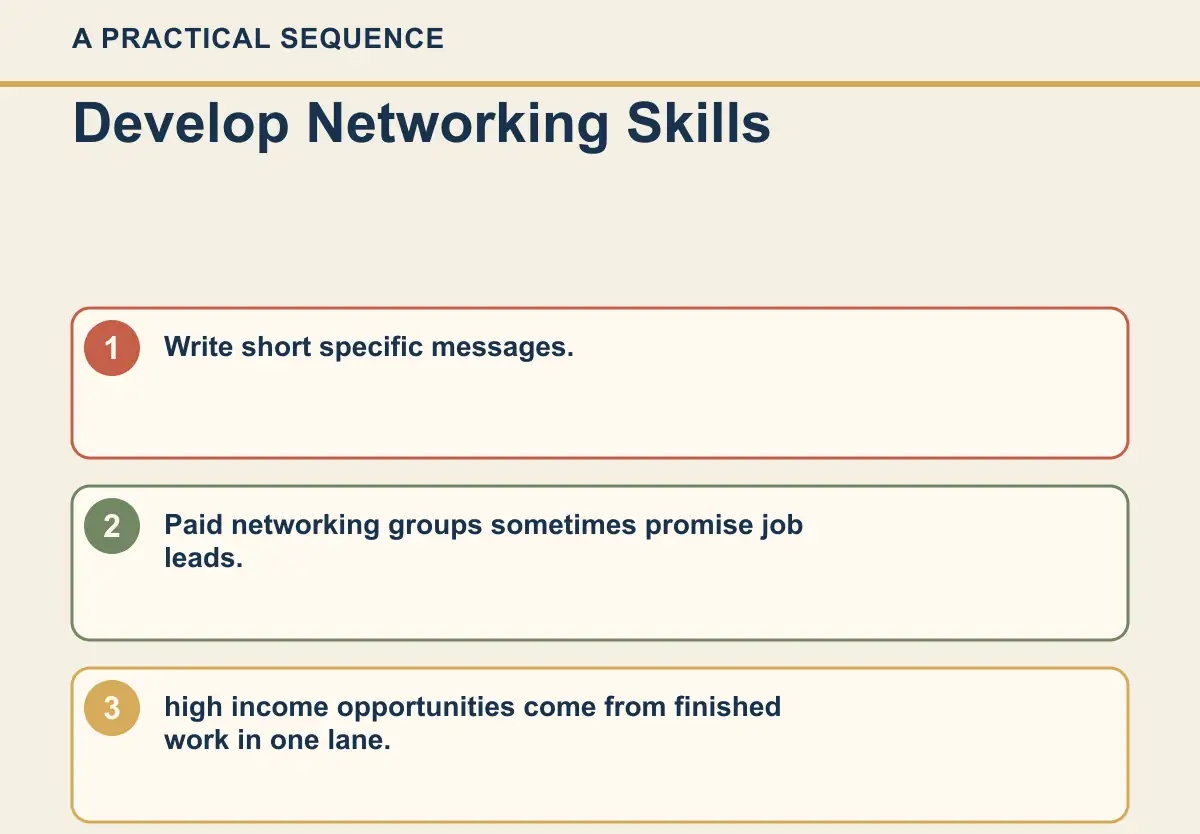 A PRACTICAL SEQUENCE
Develop Networking Skills
1
Write short specific messages.
2
Paid networking groups sometimes promise job
leads.
3
high income opportunities come from finished
work in one lane.